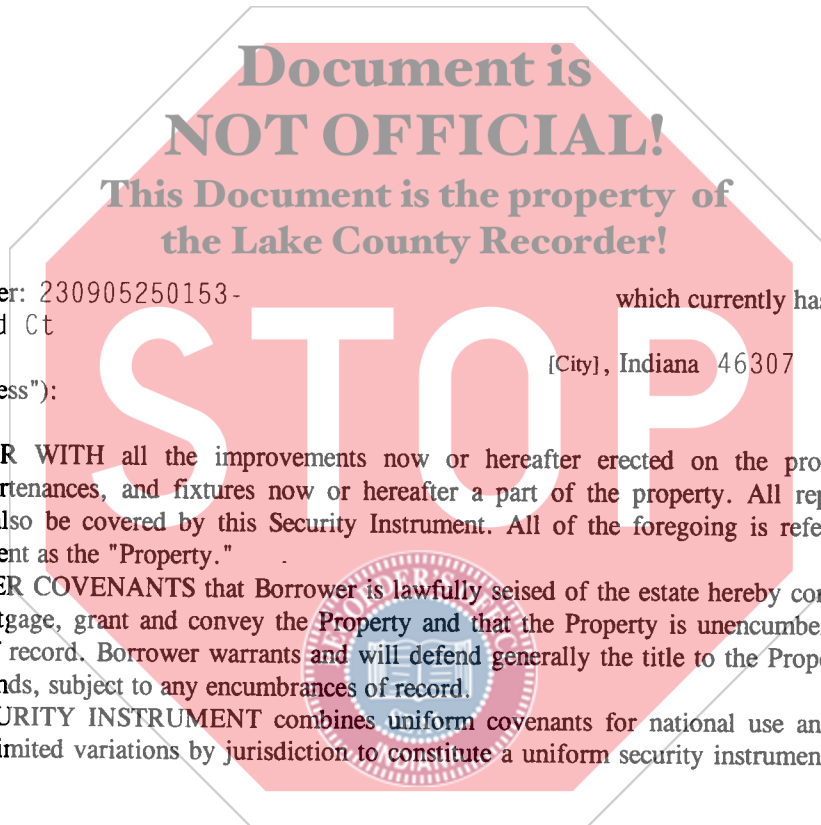 Document is
NOT OFFICIAL!
This Document is the property of
the Lake County Recorder!
er: 230905250153- which currently has
d Ct
[City], Indiana 46307
ess"):
STOP
R WITH all the improvements now or hereafter erected on the pro
rtenances, and fixtures now or hereafter a part of the property. All rep
lso be covered by this Security Instrument. All of the foregoing is refe
ent as the "Property."
ER COVENANTS that Borrower is lawfully seised of the estate hereby con
tgage, grant and convey the Property and that the Property is unencumbe
record. Borrower warrants and will defend generally the title to the Prope
nds, subject to any encumbrances of record.
URITY INSTRUMENT combines uniform covenants for national use an
imited variations by jurisdiction to constitute a uniform security instrumen
INDIANA